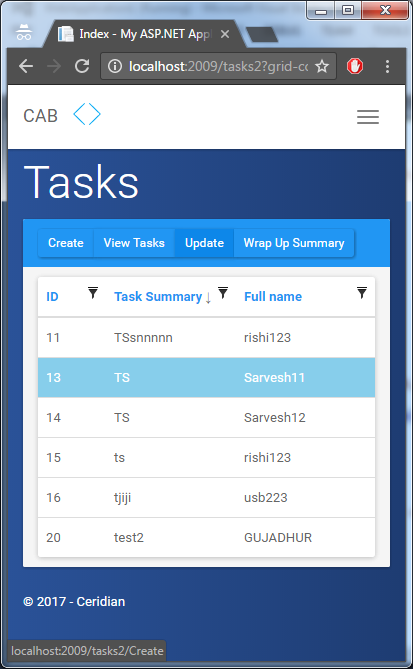 Index - My ASP.NET Appl
localhost:2009/tasks2?grid-co
CAB
Tasks
Create View Tasks Update Wrap Up Summary
ID Task Summary ↓ Full name
11 TSsnnnnn rishi123
13 TS Sarvesh11
14 TS Sarvesh12
15 ts rishi123
16 tjiji usb223
20 test2 GUJADHUR
© 2017 - Ceridian
localhost:2009/tasks2/Create